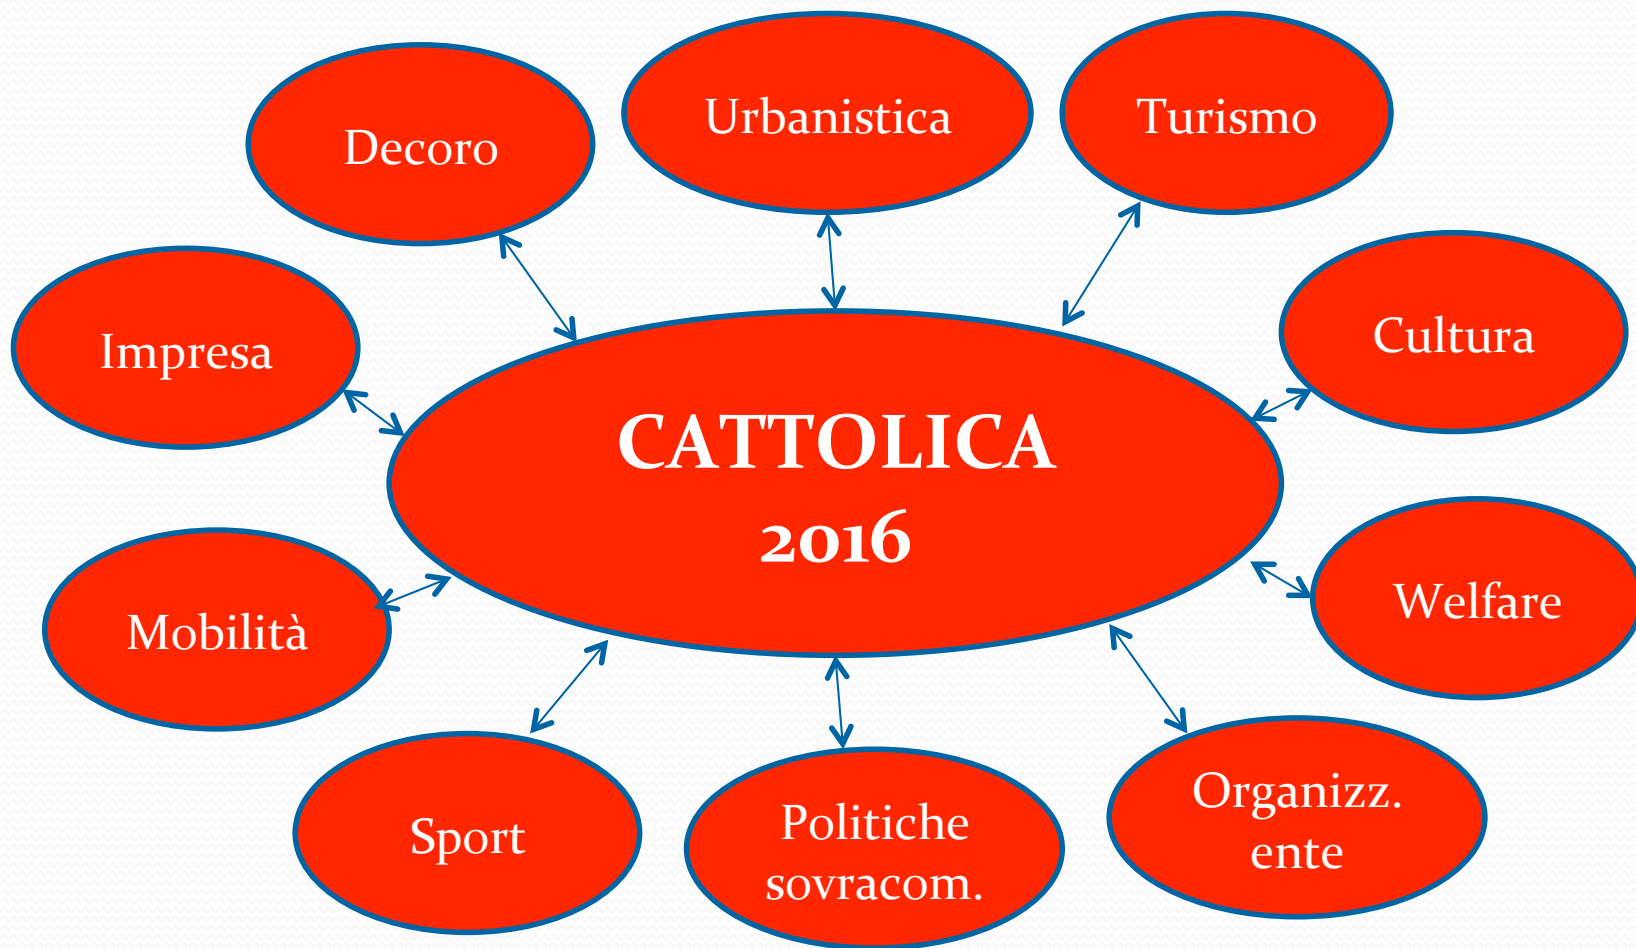 Decoro
Urbanistica
Turismo
Impresa
Cultura
CATTOLICA
2016
Mobilità
Welfare
Sport
Politiche
sovracom.
Organizz.
ente